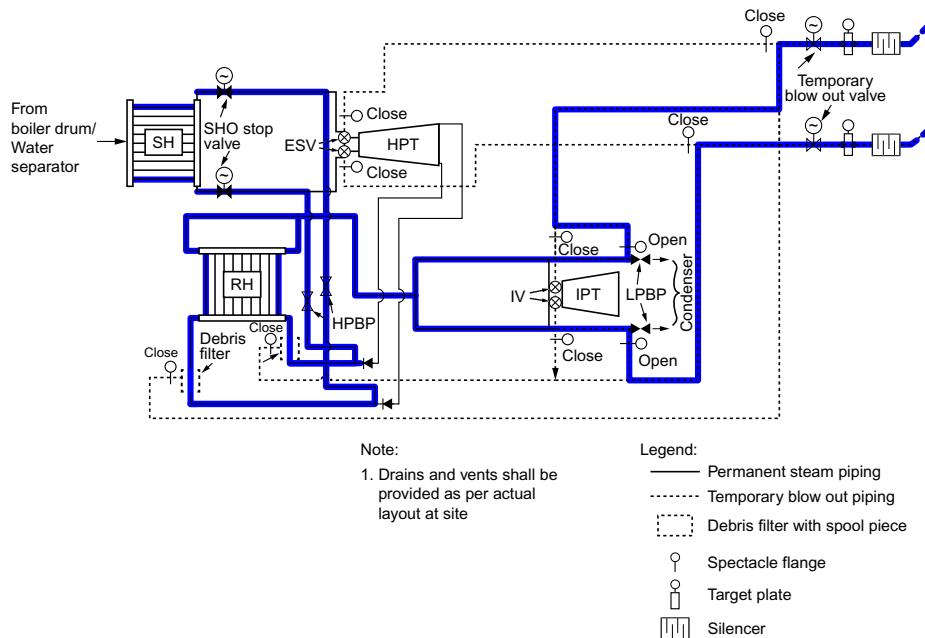 Close
From
boiler drum/
Water
separator
SH
SHO stop
valve
ESV
Close
HPT
Close
Temporary
blow out valve
Close
RH
HPBP
Debris
filter
Close
Close
Close
Open
IV
IPT
LPBP
Condenser
Close
Open
Note:
1. Drains and vents shall be
provided as per actual
layout at site
Legend:
Permanent steam piping
Temporary blow out piping
Debris filter with spool piece
Spectacle flange
Target plate
Silencer